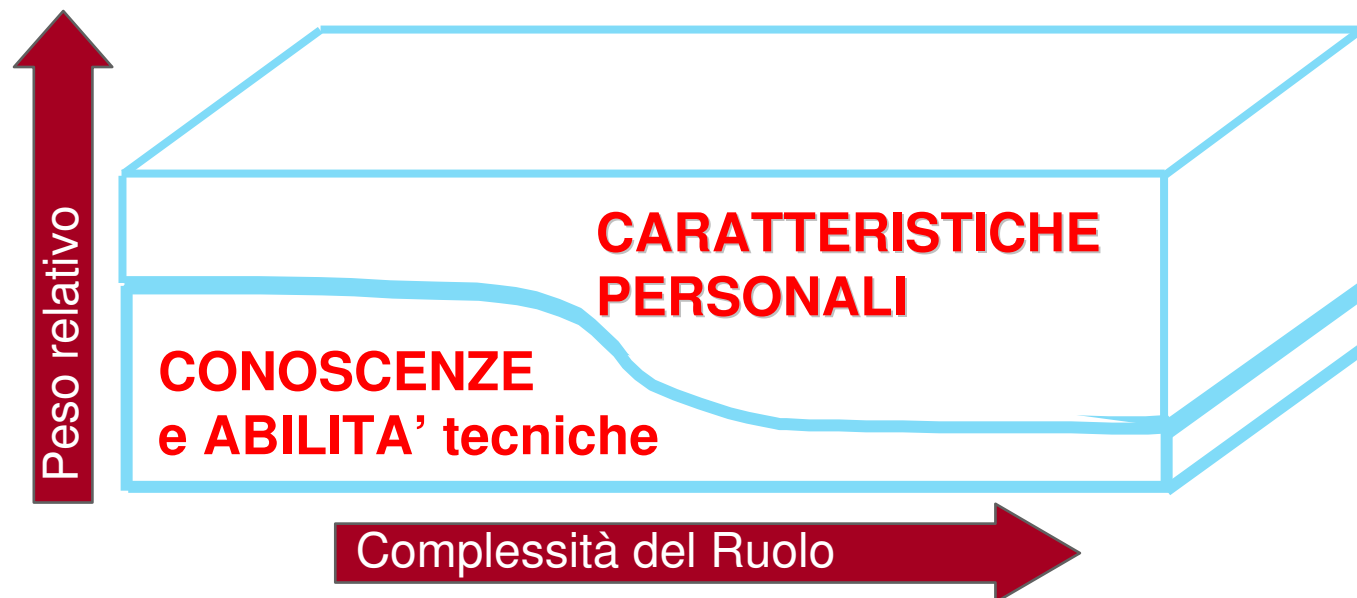 Peso relativo
CARATTERISTICHE
PERSONALI
CONOSCENZE
e ABILITA’ tecniche
Complessità del Ruolo